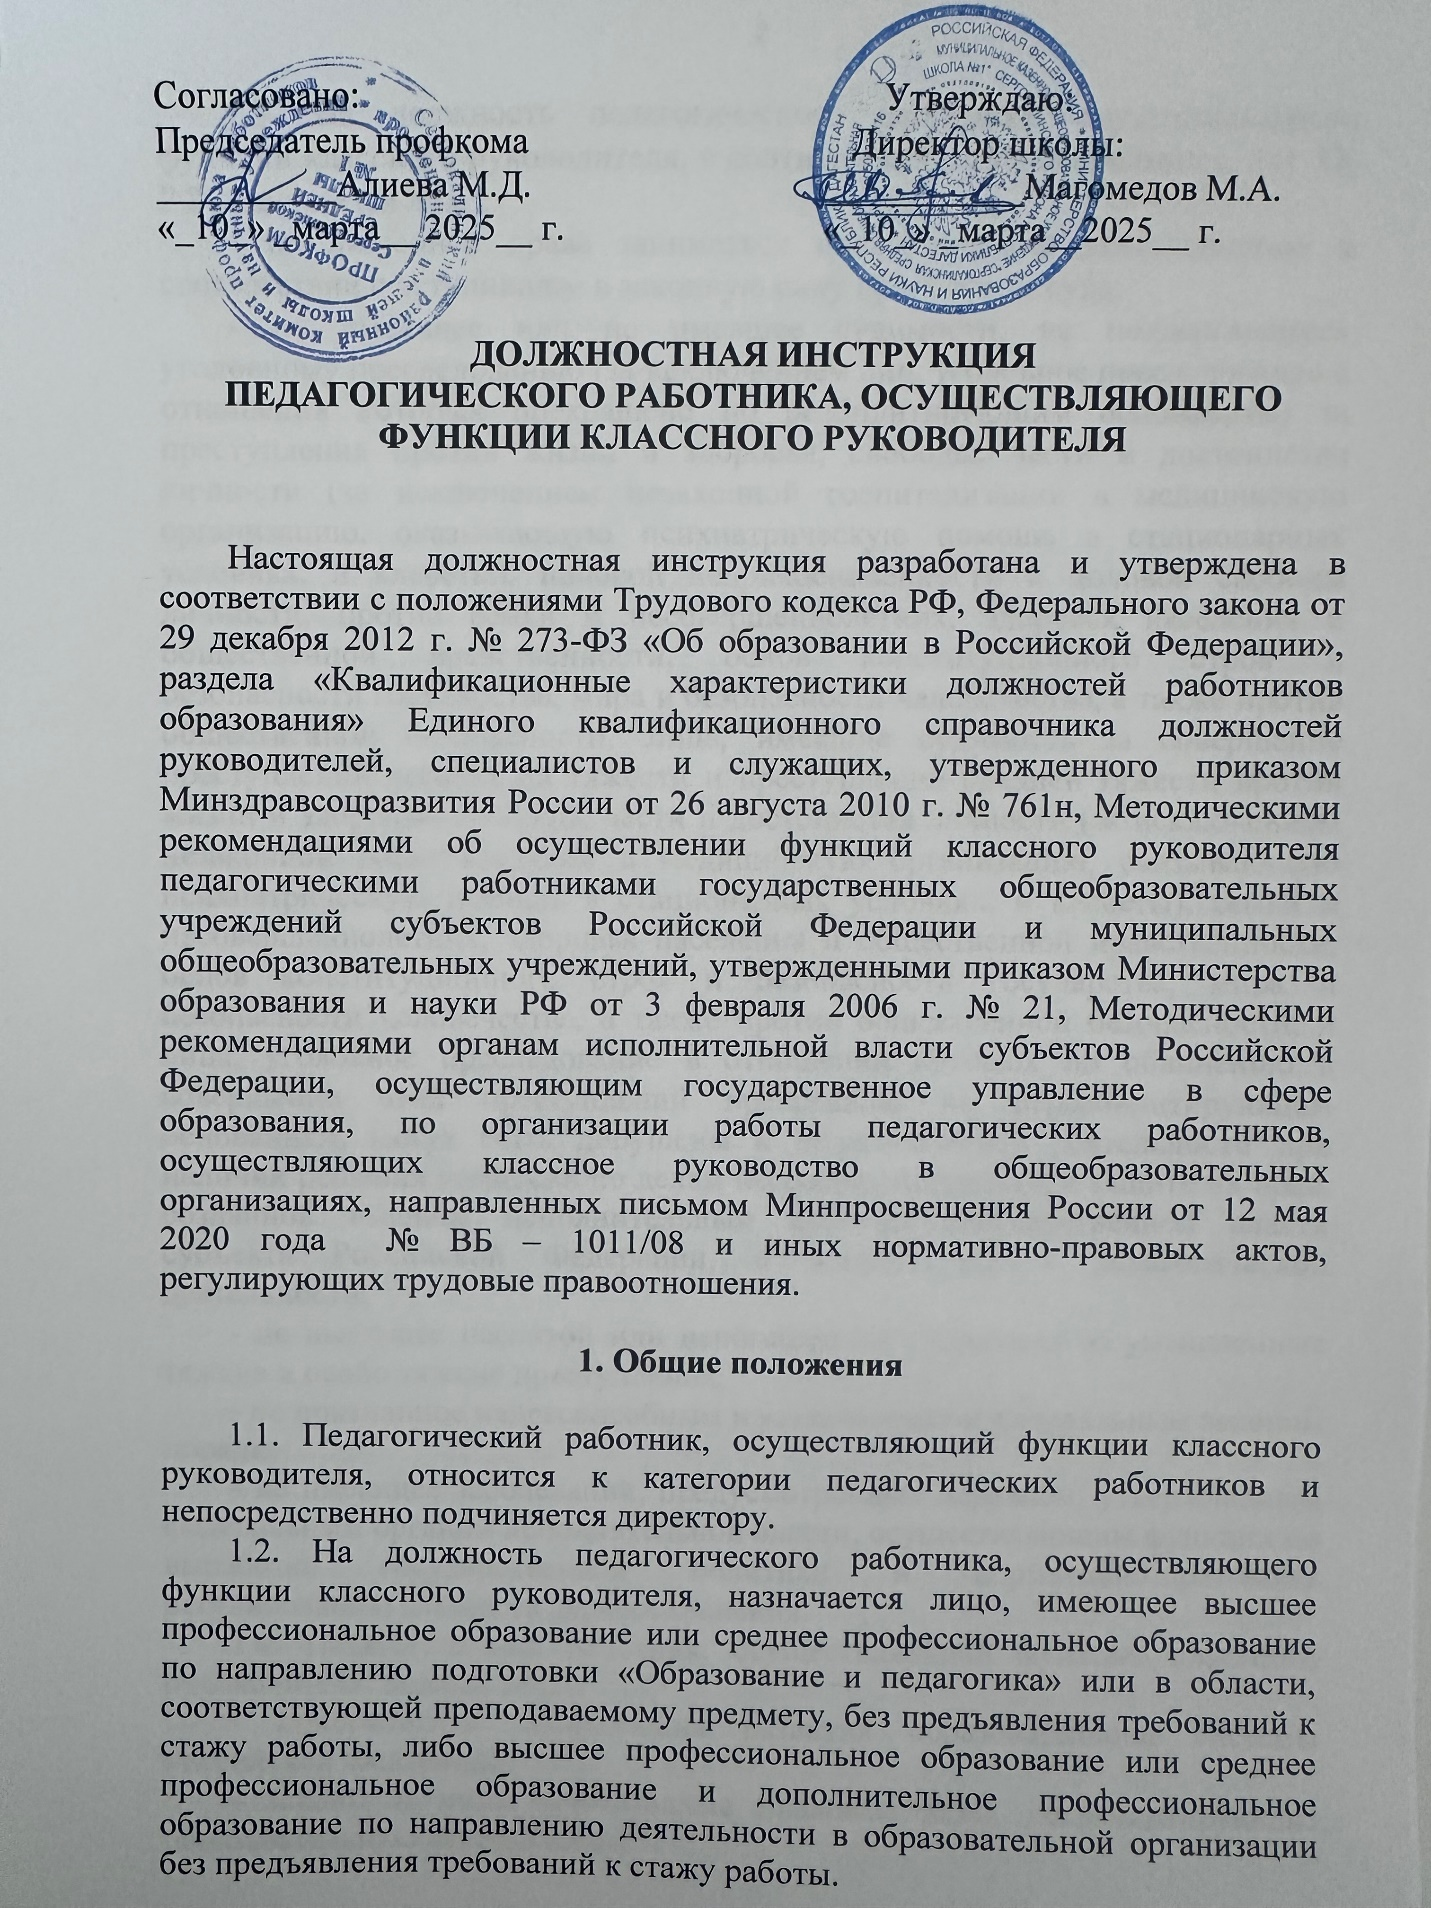 Согласовано:
Председатель профкома
Алиева М.Д.
«_10_»_ марта__ 2025__ г.
Утверждаю:
Директор школы:
Магомедов М.А.
«_10_»_марта__2025__ г.
ДОЛЖНОСТНАЯ ИНСТРУКЦИЯ
ПЕДАГОГИЧЕСКОГО РАБОТНИКА, ОСУЩЕСТВЛЯЮЩЕГО
ФУНКЦИИ КЛАССНОГО РУКОВОДИТЕЛЯ
Настоящая должностная инструкция разработана и утверждена в
соответствии с положениями Трудового кодекса РФ, Федерального закона от
29 декабря 2012 г. № 273-ФЗ «Об образовании в Российской Федерации»,
раздела «Квалификационные характеристики должностей работников
образования» Единого квалификационного справочника должностей
руководителей, специалистов и служащих, утвержденного приказом
Минздравсоцразвития России от 26 августа 2010 г. № 761н, Методическими
рекомендациями об осуществлении функций классного руководителя
педагогическими работниками государственных общеобразовательных
учреждений субъектов Российской Федерации и муниципальных
общеобразовательных учреждений, утвержденными приказом Министерства
образования и науки РФ от 3 февраля 2006 г. № 21, Методическими
рекомендациями органам исполнительной власти субъектов Российской
Федерации, осуществляющим государственное управление в сфере
образования, по организации работы педагогических работников,
осуществляющих классное руководство в общеобразовательных
организациях, направленных письмом Минпросвещения России от 12 мая
2020 года № ВБ – 1011/08 и иных нормативно-правовых актов,
регулирующих трудовые правоотношения.
1. Общие положения
1.1. Педагогический работник, осуществляющий функции классного
руководителя, относится к категории педагогических работников и
непосредственно подчиняется директору.
1.2. На должность педагогического работника, осуществляющего
функции классного руководителя, назначается лицо, имеющее высшее
профессиональное образование или среднее профессиональное образование
по направлению подготовки «Образование и педагогика» или в области,
соответствующей преподаваемому предмету, без предъявления требований к
стажу работы, либо высшее профессиональное образование или среднее
профессиональное образование и дополнительное профессиональное
образование по направлению деятельности в образовательной организации
без предъявления требований к стажу работы.